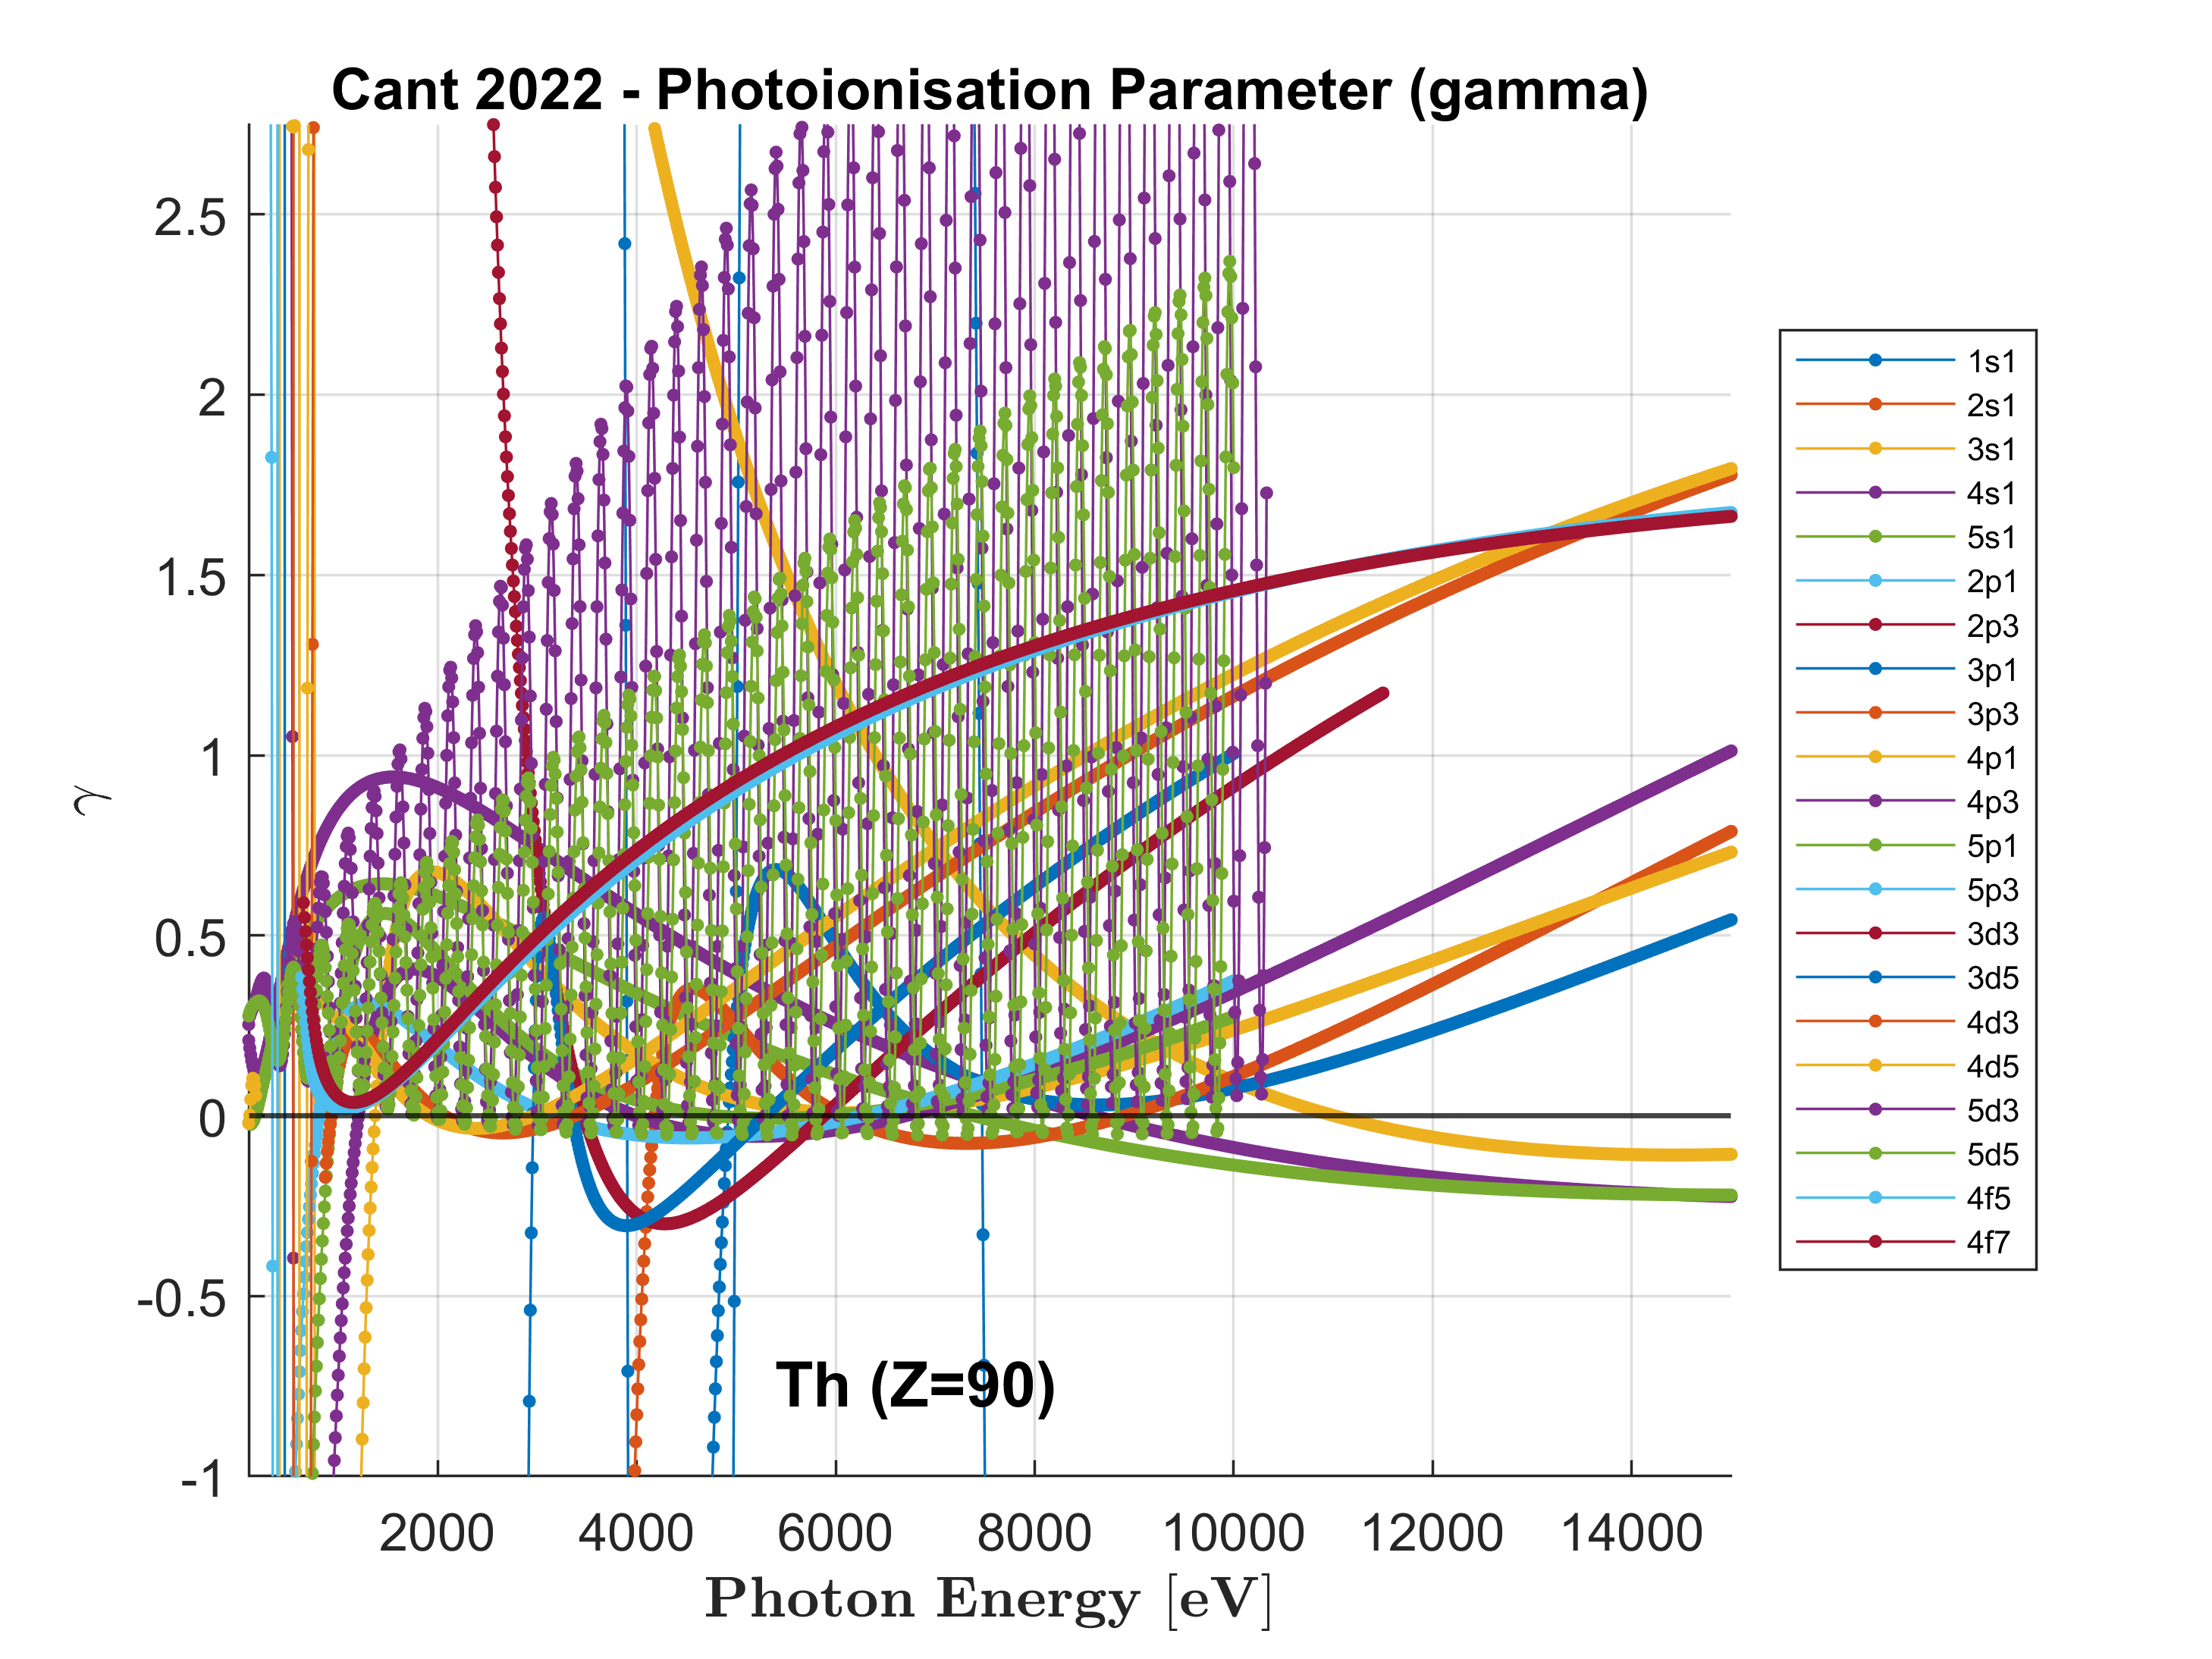 Cant 2022 - Photoionisation Parameter (gamma)
2.5
2
1.5
1
0.5
0
-0.5
-1
γ
Th (Z=90)
2000 4000 6000 8000 10000 12000 14000
Photon Energy [eV]
1s1
2s1
3s1
4s1
5s1
2p1
2p3
3p1
3p3
4p1
4p3
5p1
5p3
3d3
3d5
4d3
4d5
5d3
5d5
4f5
4f7